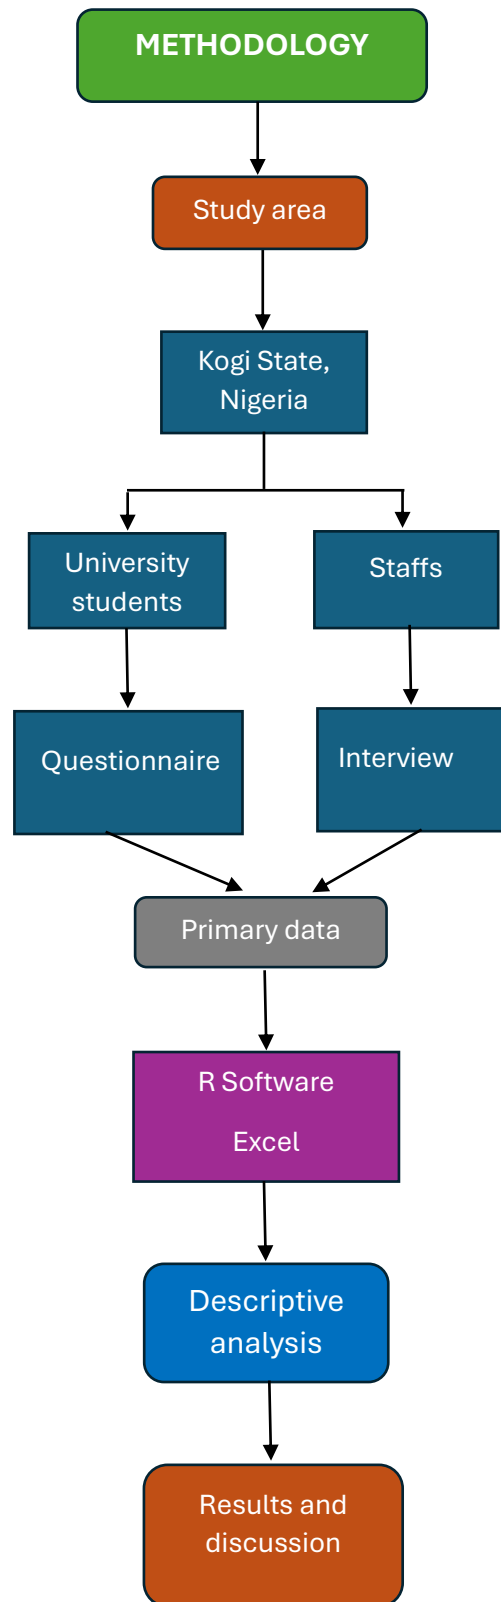 METHODOLOGY
Study area
Kogi State,
Nigeria
University
students
Staffs
Questionnaire
Interview
Primary data
R Software
Excel
Descriptive
analysis
Results and
discussion